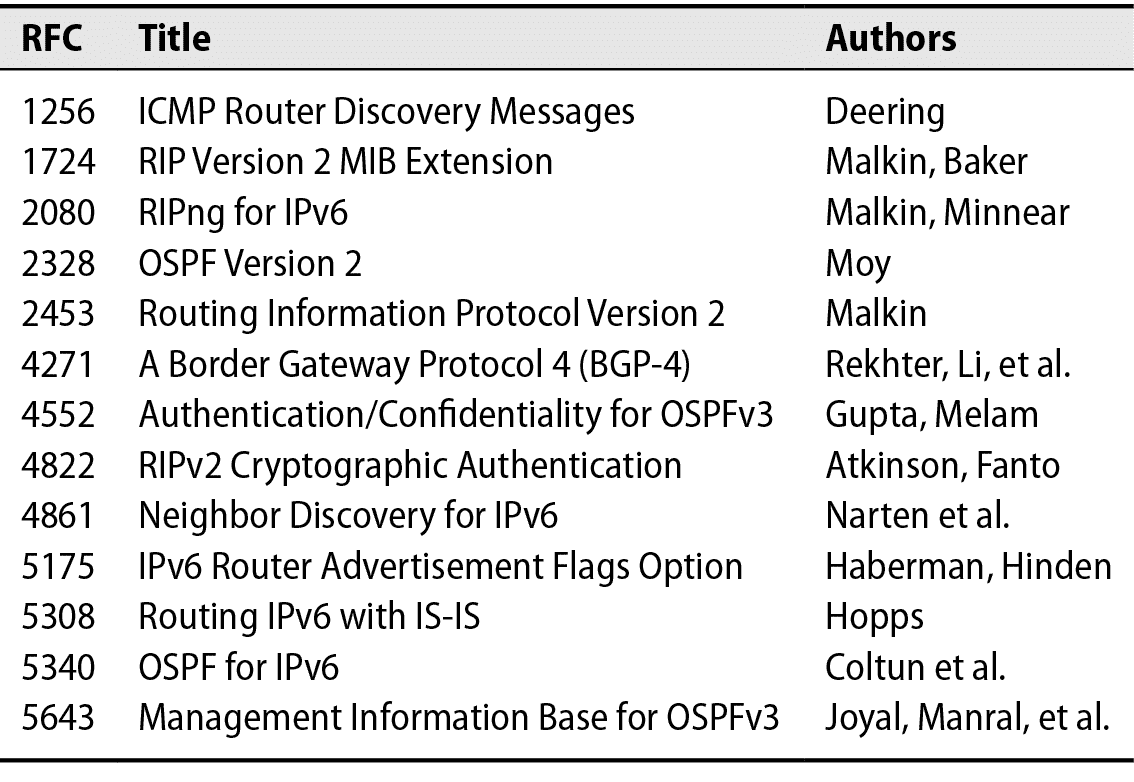 RFC Title Authors
1256 ICMP Router Discovery Messages Deering
1724 RIP Version 2 MIB Extension Malkin, Baker
2080 RIPng for IPv6 Malkin, Minnear
2328 OSPF Version 2 Moy
2453 Routing Information Protocol Version 2 Malkin
4271 A Border Gateway Protocol 4 (BGP-4) Rekhter, Li, et al.
4552 Authentication/Confidentiality for OSPFv3 Gupta, Melam
4822 RIPv2 Cryptographic Authentication Atkinson, Fanto
4861 Neighbor Discovery for IPv6 Narten et al.
5175 IPv6 Router Advertisement Flags Option Haberman, Hinden
5308 Routing IPv6 with IS-IS Hopps
5340 OSPF for IPv6 Coltun et al.
5643 Management Information Base for OSPFv3 Joyal, Manral, et al.